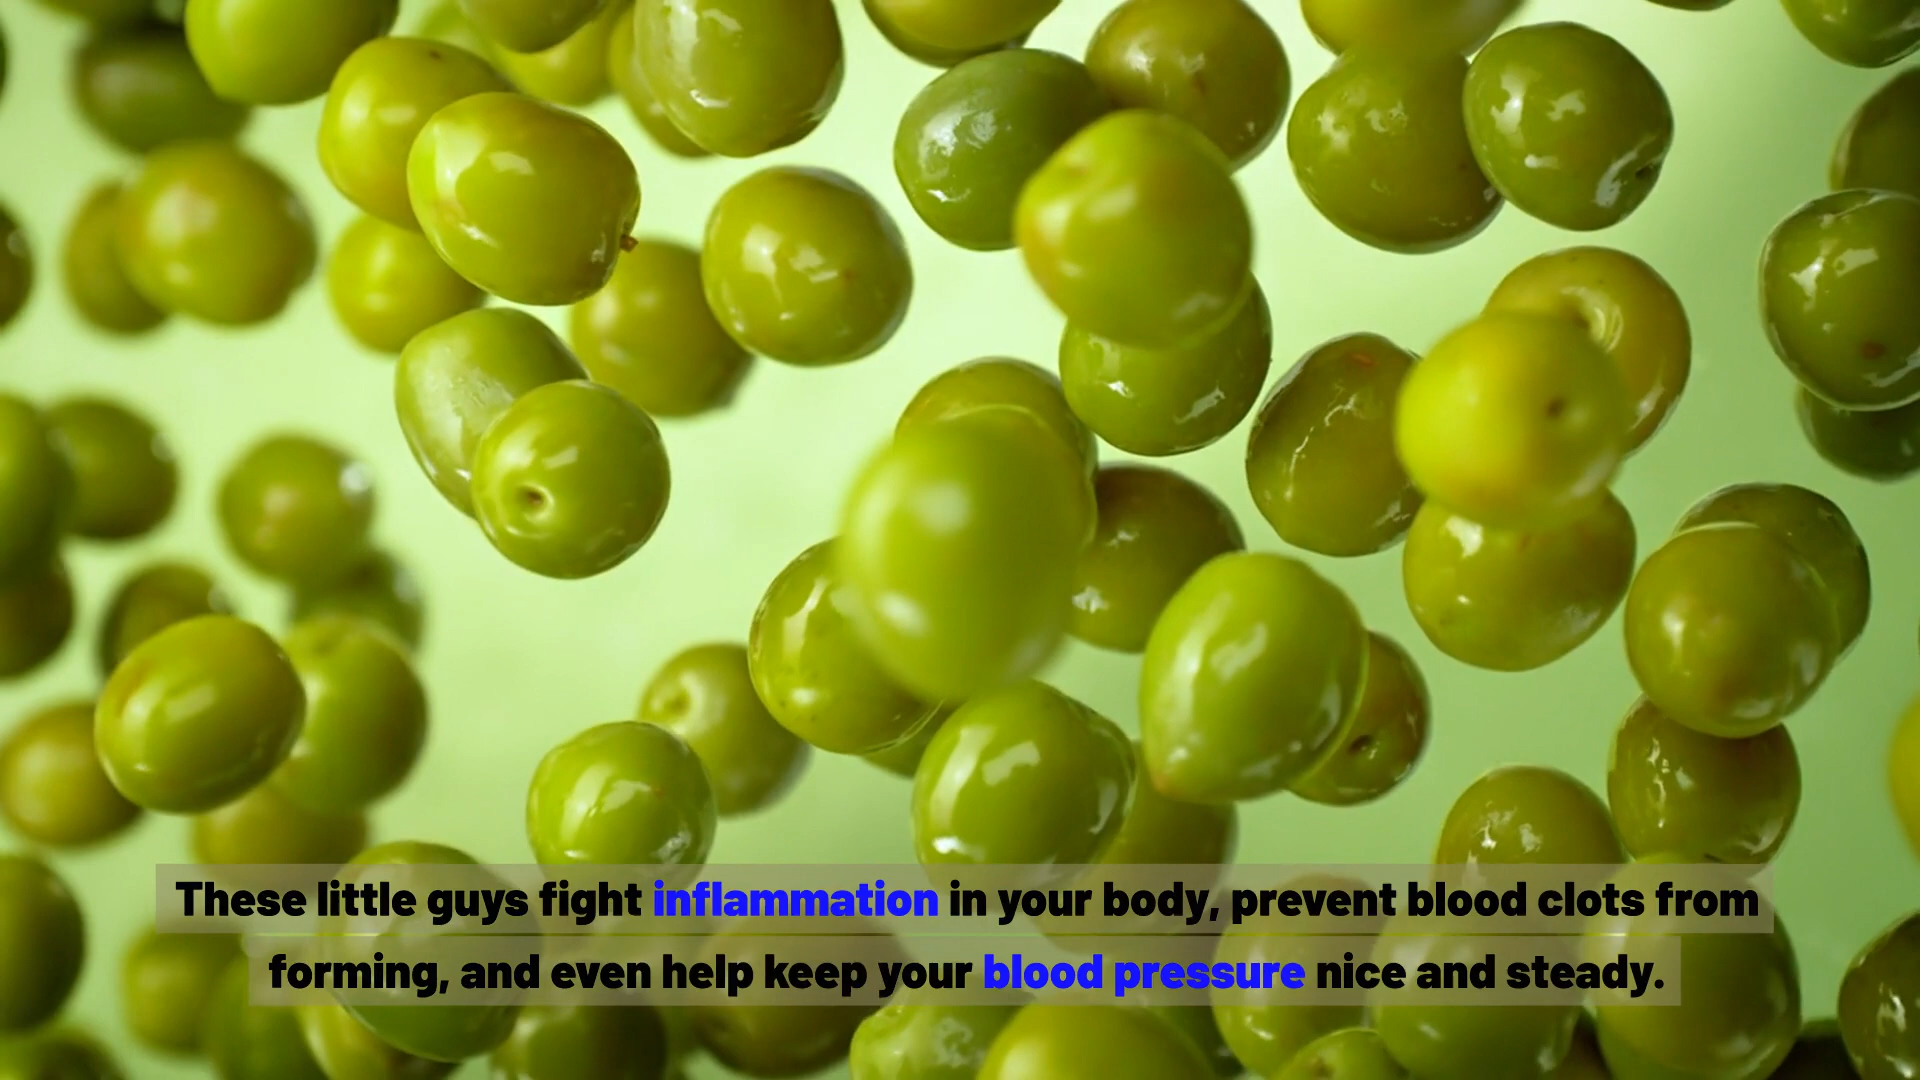 These little guys fight inflammation in your body, prevent blood clots from
forming, and even help keep your blood pressure nice and steady.